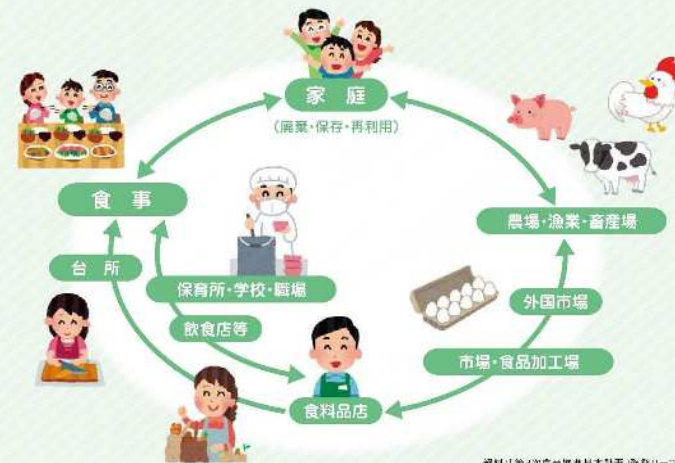 家庭
(廃棄・保存・再利用)
食事
農場・漁業・畜産場
台所
保育所・学校・職場
外国市場
飲食店等
市場・食品加工場
食料品店